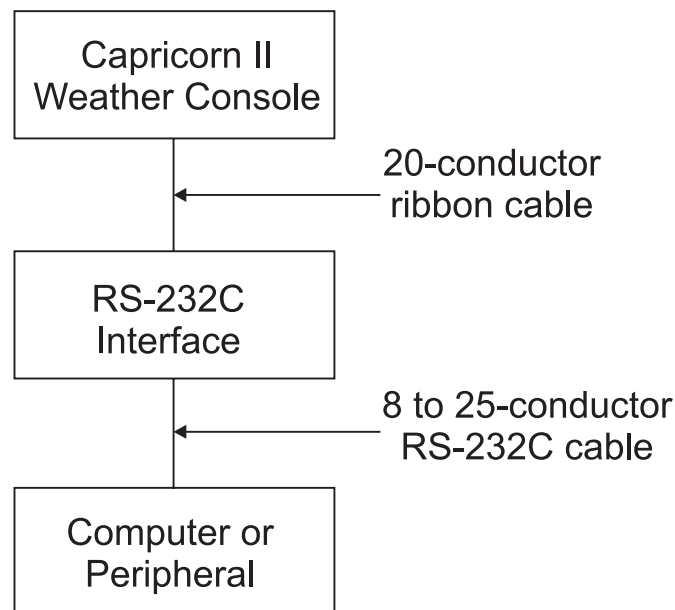 Capricorn II
Weather Console
20-conductor
ribbon cable
RS-232C
Interface
8 to 25-conductor
RS-232C cable
Computer or
Peripheral